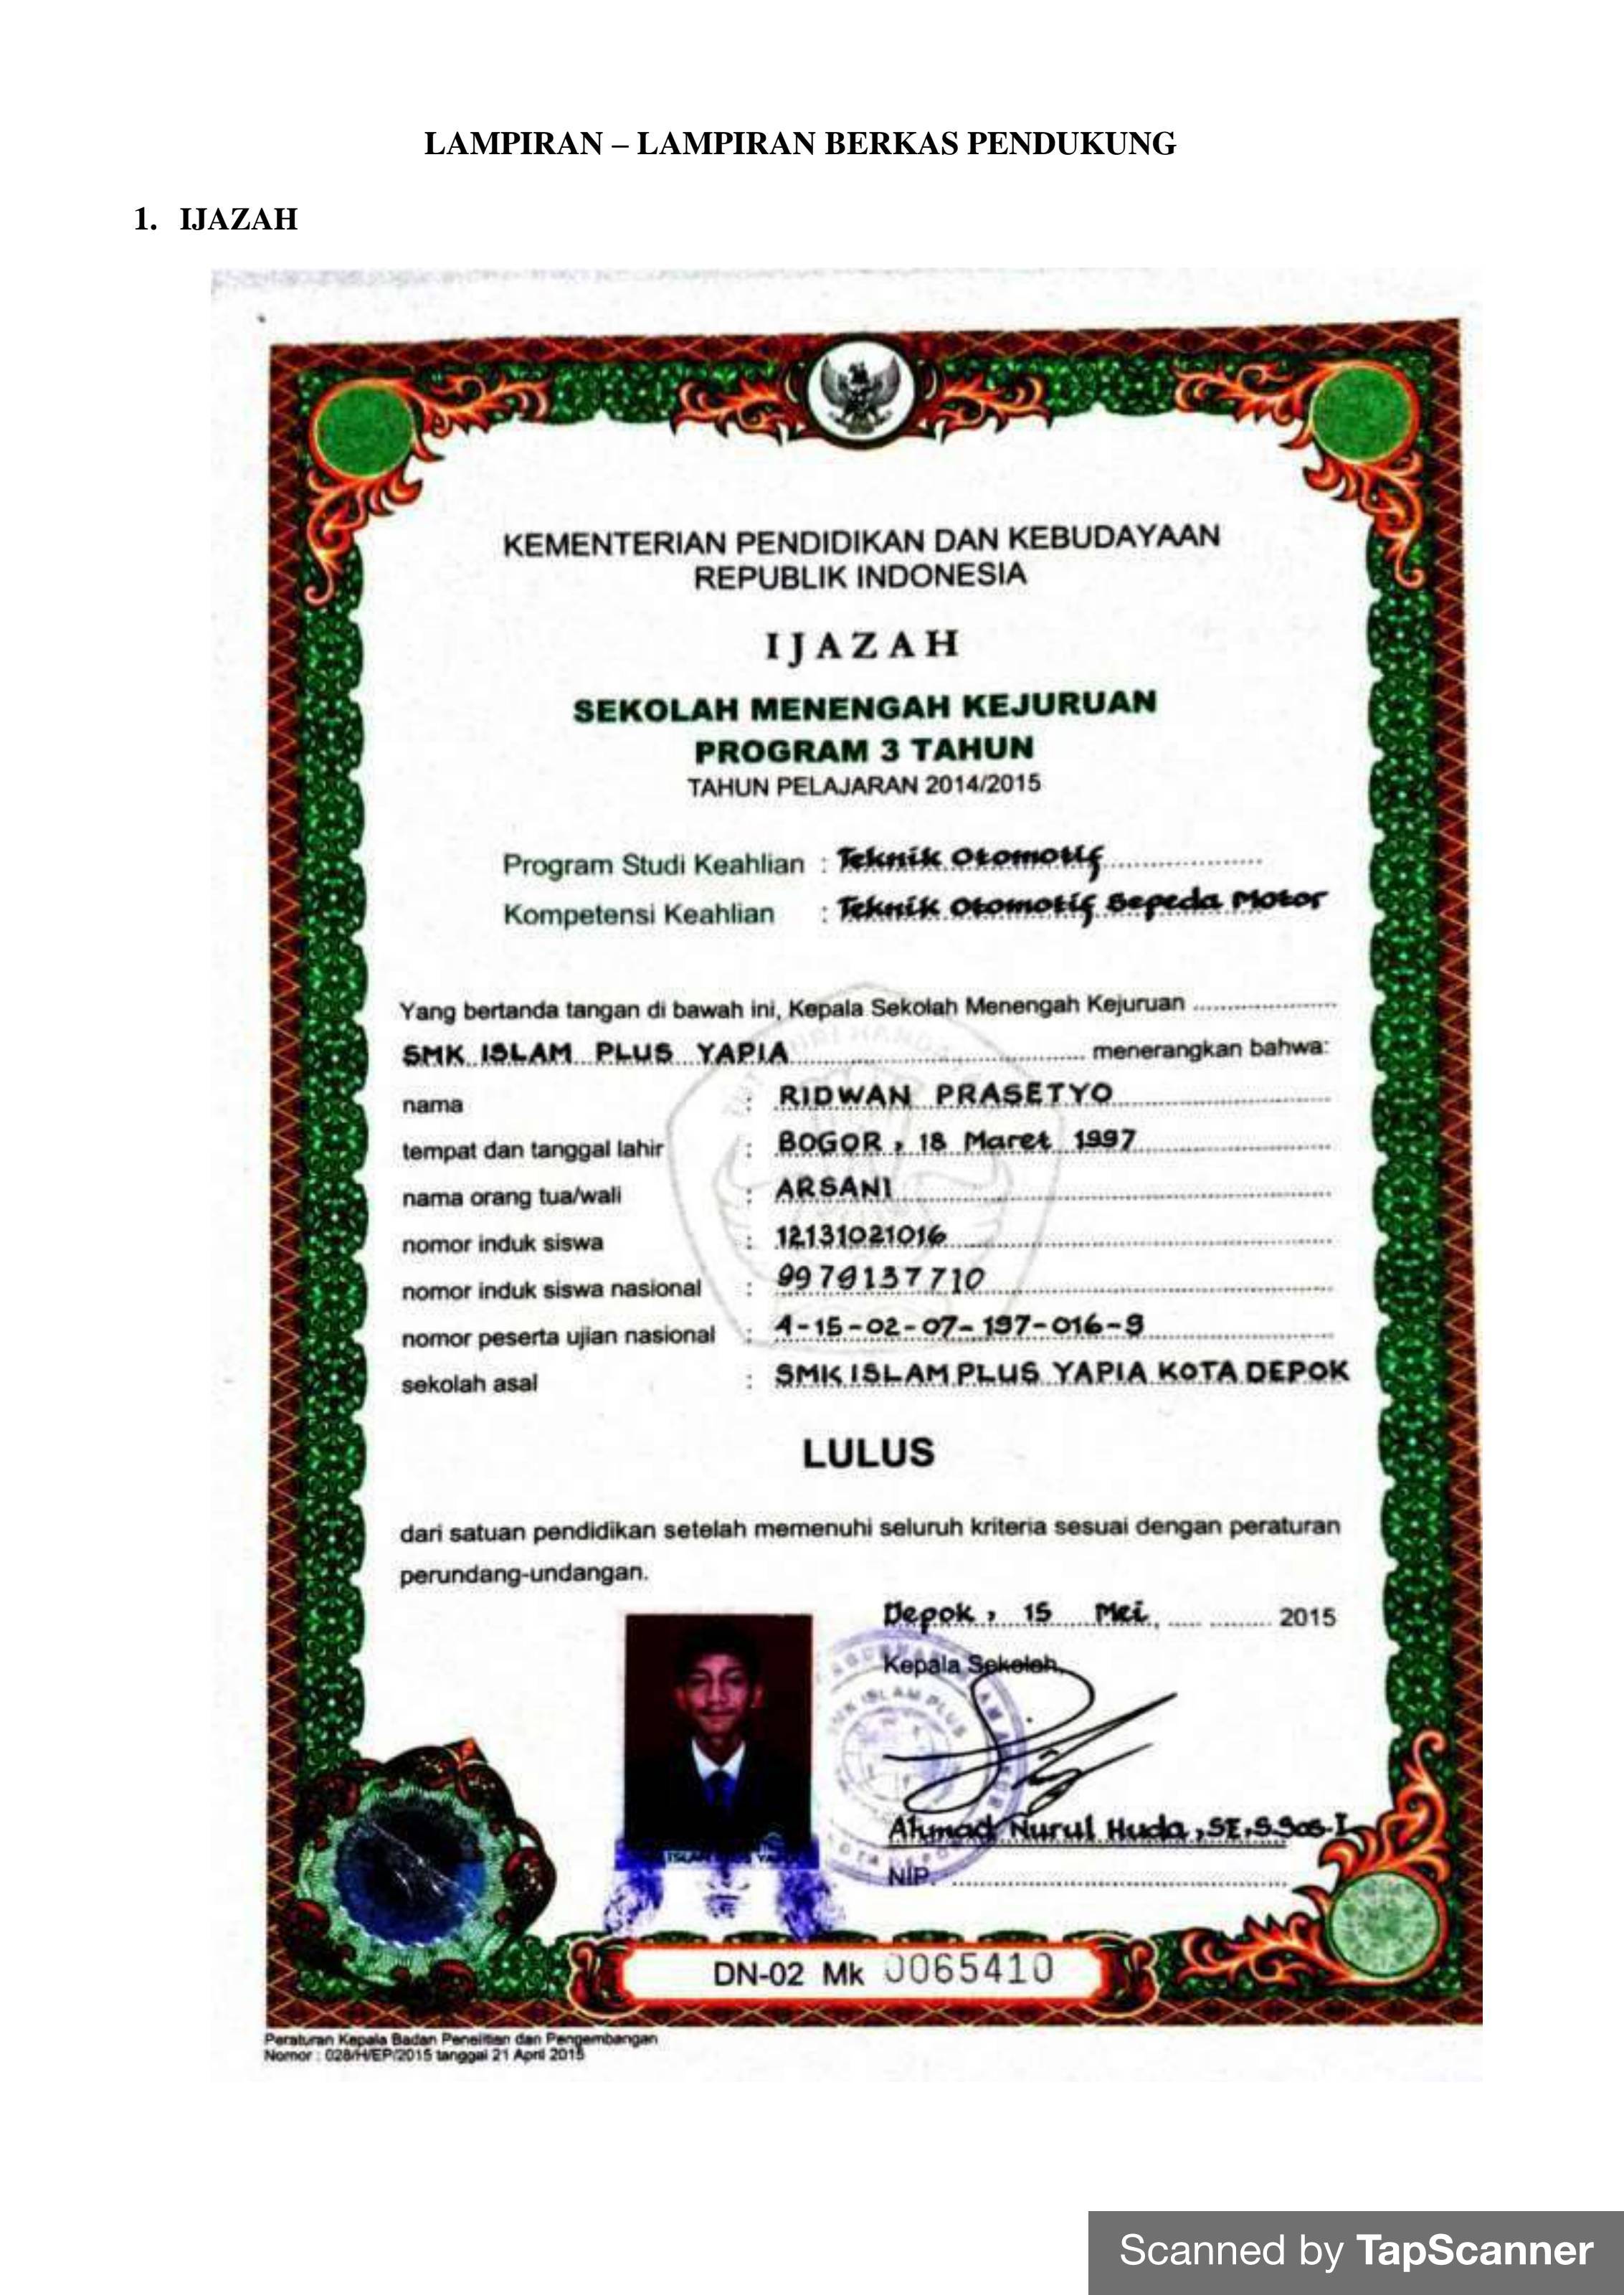 LAMPIRAN – LAMPIRAN BERKAS PENDUKUNG
1. IJAZAH
KEMENTERIAN PENDIDIKAN DAN KEBUDAYAAN
REPUBLIK INDONESIA
IJAZAH
SEKOLAH MENENGAH KEJURUAN
PROGRAM 3 TAHUN
TAHUN PELAJARAN 2014/2015
Program Studi Keahlian : Teknik Otomotif
Kompetensi Keahlian : Teknik Otomotif Sepeda Motor
Yang bertanda tangan di bawah ini, Kepala Sekolah Menengah Kejuruan
SMK ISLAM PLUS YAPIA menerangkan bahwa:
nama : RIDWAN PRASETYO
tempat dan tanggal lahir : BOGOR, 18 Maret 1997
nama orang tua/wali : ARSANI
nomor induk siswa : 12131021016
nomor induk siswa nasional : 9979137710
nomor peserta ujian nasional : 4-15-02-07-197-016-9
sekolah asal : SMK ISLAM PLUS YAPIA KOTA DEPOK
LULUS
dari satuan pendidikan setelah memenuhi seluruh kriteria sesuai dengan peraturan
perundang-undangan.
Depok, 15 Mei, 2015
Kepala Sekolah,
SMK ISLAM PLUS
Ahmad Nurul Huda, SE, S.Sos.I
NIP.
DN-02 Mk 0065410
Peraturan Kepala Badan Penelitian dan Pengembangan
Nomor : 028/H/EP/2015 tanggal 21 April 2015
Scanned by TapScanner